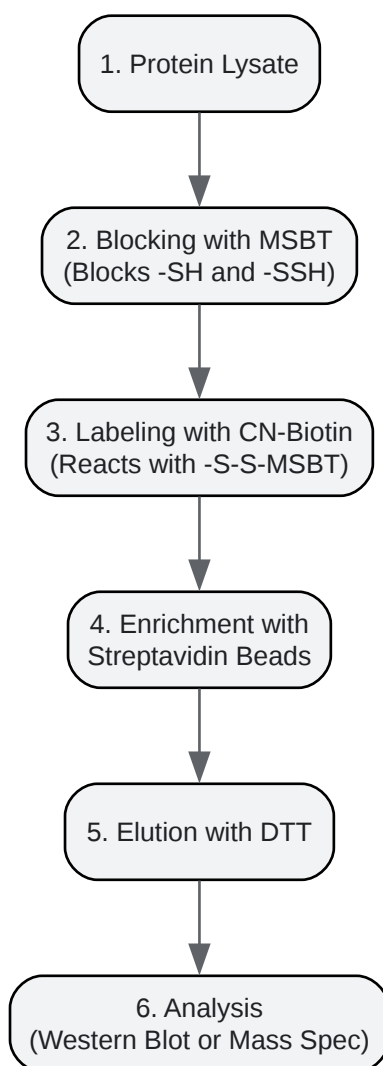 1. Protein Lysate
2. Blocking with MSBT
(Blocks -SH and -SSH)
3. Labeling with CN-Biotin
(Reacts with -S-S-MSBT)
4. Enrichment with
Streptavidin Beads
5. Elution with DTT
6. Analysis
(Western Blot or Mass Spec)